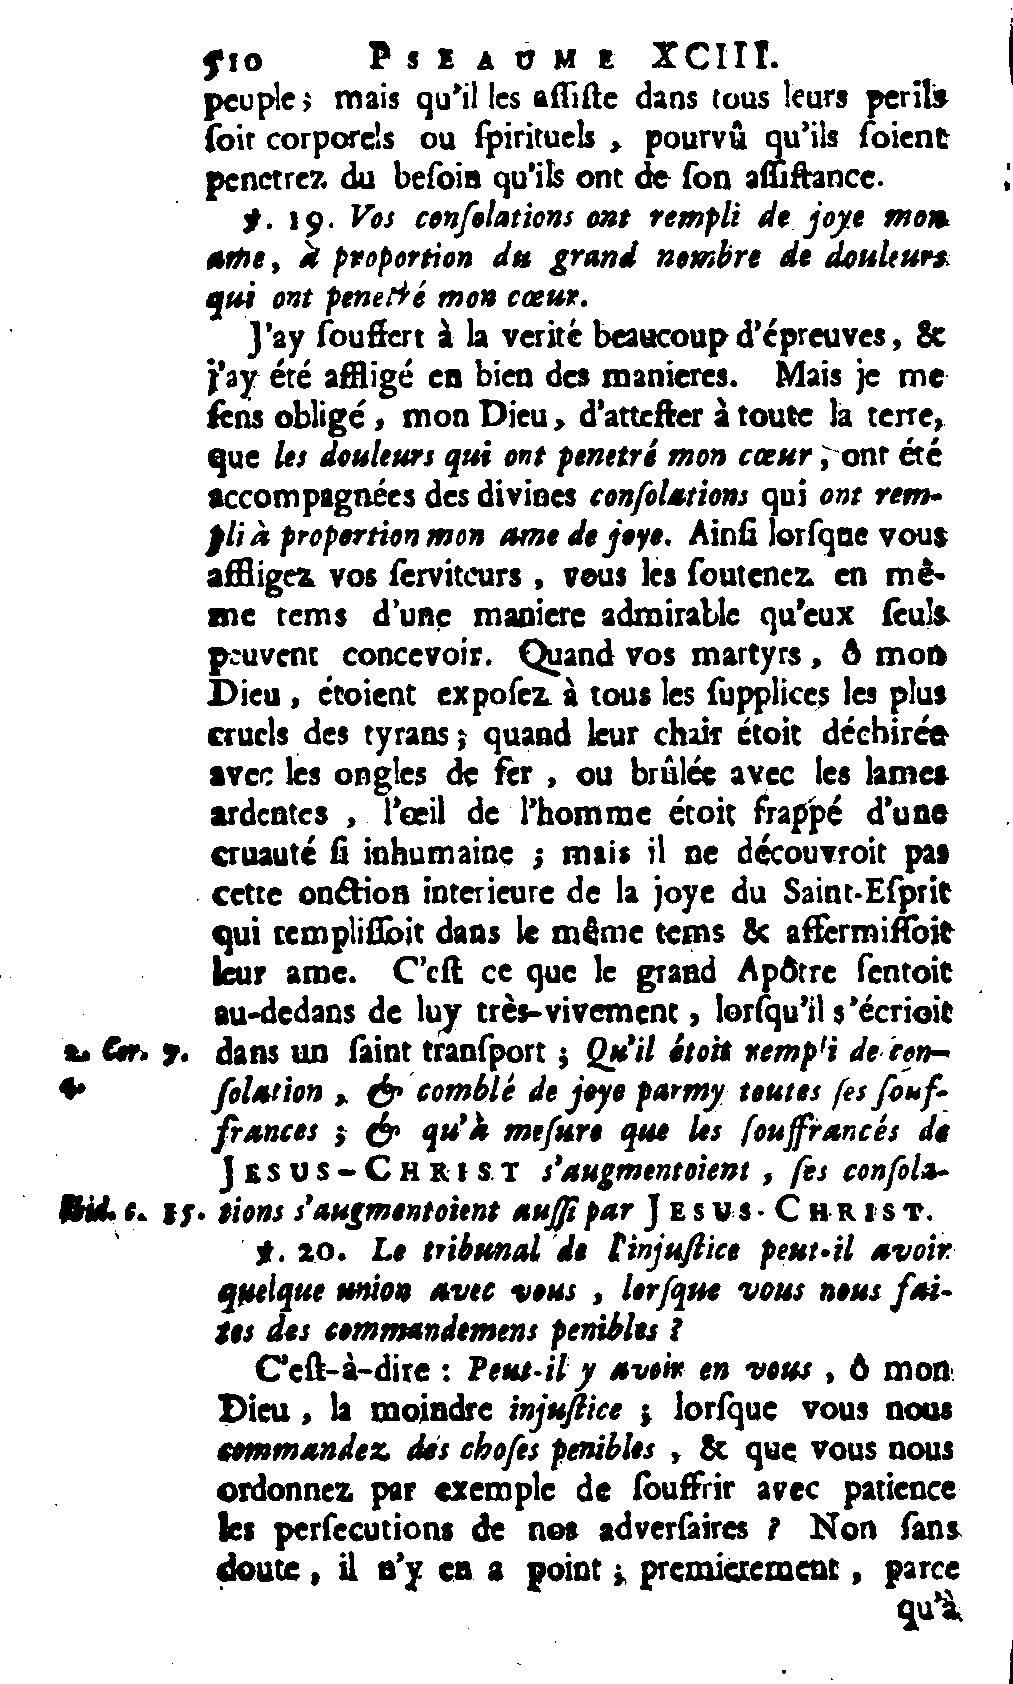 510 PSEAUME XCIII.
peuple; mais qu'il les aſſiſte dans tous leurs perils
ſoit corporels ou ſpirituels, pourvû qu'ils ſoient
penetrez du beſoin qu'ils ont de ſon aſſiſtance.
℣. 19. Vos conſolations ont rempli de joye mon
ame, à proportion du grand nombre de douleurs
qui ont penetré mon cœur.
J'ay ſouffert à la verité beaucoup d'épreuves, &
j'ay été affligé en bien des manieres. Mais je me
ſens obligé, mon Dieu, d'atteſter à toute la terre,
que les douleurs qui ont penetré mon cœur, ont été
accompagnées des divines conſolations qui ont rem-
pli à proportion mon ame de joye. Ainſi lorſque vous
affligez vos ſerviteurs, vous les ſoutenez en mê-
me tems d'une maniere admirable qu'eux ſeuls
peuvent concevoir. Quand vos martyrs, ô mon
Dieu, étoient expoſez à tous les ſupplices les plus
cruels des tyrans; quand leur chair étoit déchirée
avec les ongles de fer, ou brûlée avec les lames
ardentes, l'œil de l'homme étoit frappé d'une
cruauté ſi inhumaine; mais il ne découvroit pas
cette onction interieure de la joye du Saint-Eſprit
qui rempliſſoit dans le même tems & affermiſſoit
leur ame. C'eſt ce que le grand Apôtre ſentoit
au-dedans de luy très-vivement, lorſqu'il s'écrioit
2. Cor. 7. dans un ſaint tranſport; Qu'il étoit rempli de con-
4. ſolation, & comblé de joye parmy toutes ſes ſouf-
frances; & qu'à meſure que les ſouffrances de
JESUS-CHRIST s'augmentoient, ſes conſola-
Ibid. c. 15. tions s'augmentoient auſſi par JESUS-CHRIST.
℣. 20. Le tribunal de l'injuſtice peut-il avoir
quelque union avec vous, lorſque vous nous fai-
tes des commandemens penibles?
C'eſt-à-dire: Peut-il y avoir en vous, ô mon
Dieu, la moindre injuſtice; lorſque vous nous
commandez des choſes penibles, & que vous nous
ordonnez par exemple de ſouffrir avec patience
les perſecutions de nos adverſaires? Non ſans
doute, il n'y en a point; premierement, parce
qu'à